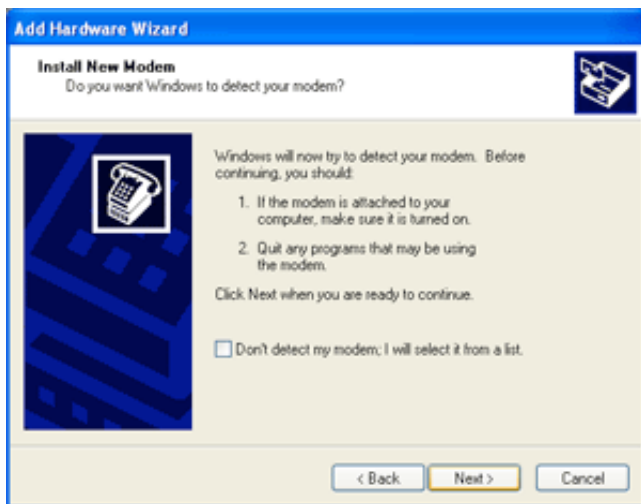 Add Hardware Wizard
Install New Modem
Do you want Windows to detect your modem?
Windows will now try to detect your modem. Before
continuing, you should:
1. If the modem is attached to your
computer, make sure it is turned on.
2. Quit any programs that may be using
the modem.
Click Next when you are ready to continue.
Don't detect my modem; I will select it from a list.
< Back
Next >
Cancel